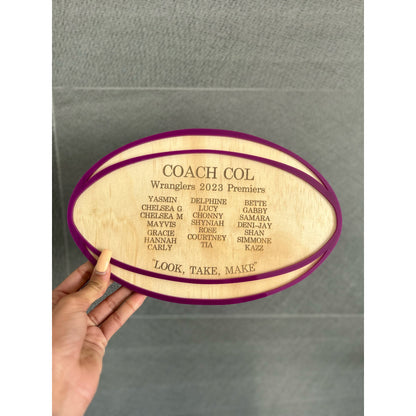 COACH COL
Wranglers 2023 Premiers
YASMIN
CHELSEA G
CHELSEA M
MAYVIS
GRACIE
HANNAH
CARLY
DELPHINE
LUCY
CHONNY
SHYNIAH
ROSE
COURTNEY
TIA
BETTE
GABBY
SAMARA
DENI-JAY
SHAN
SIMMONE
KAZZ
"LOOK, TAKE, MAKE"